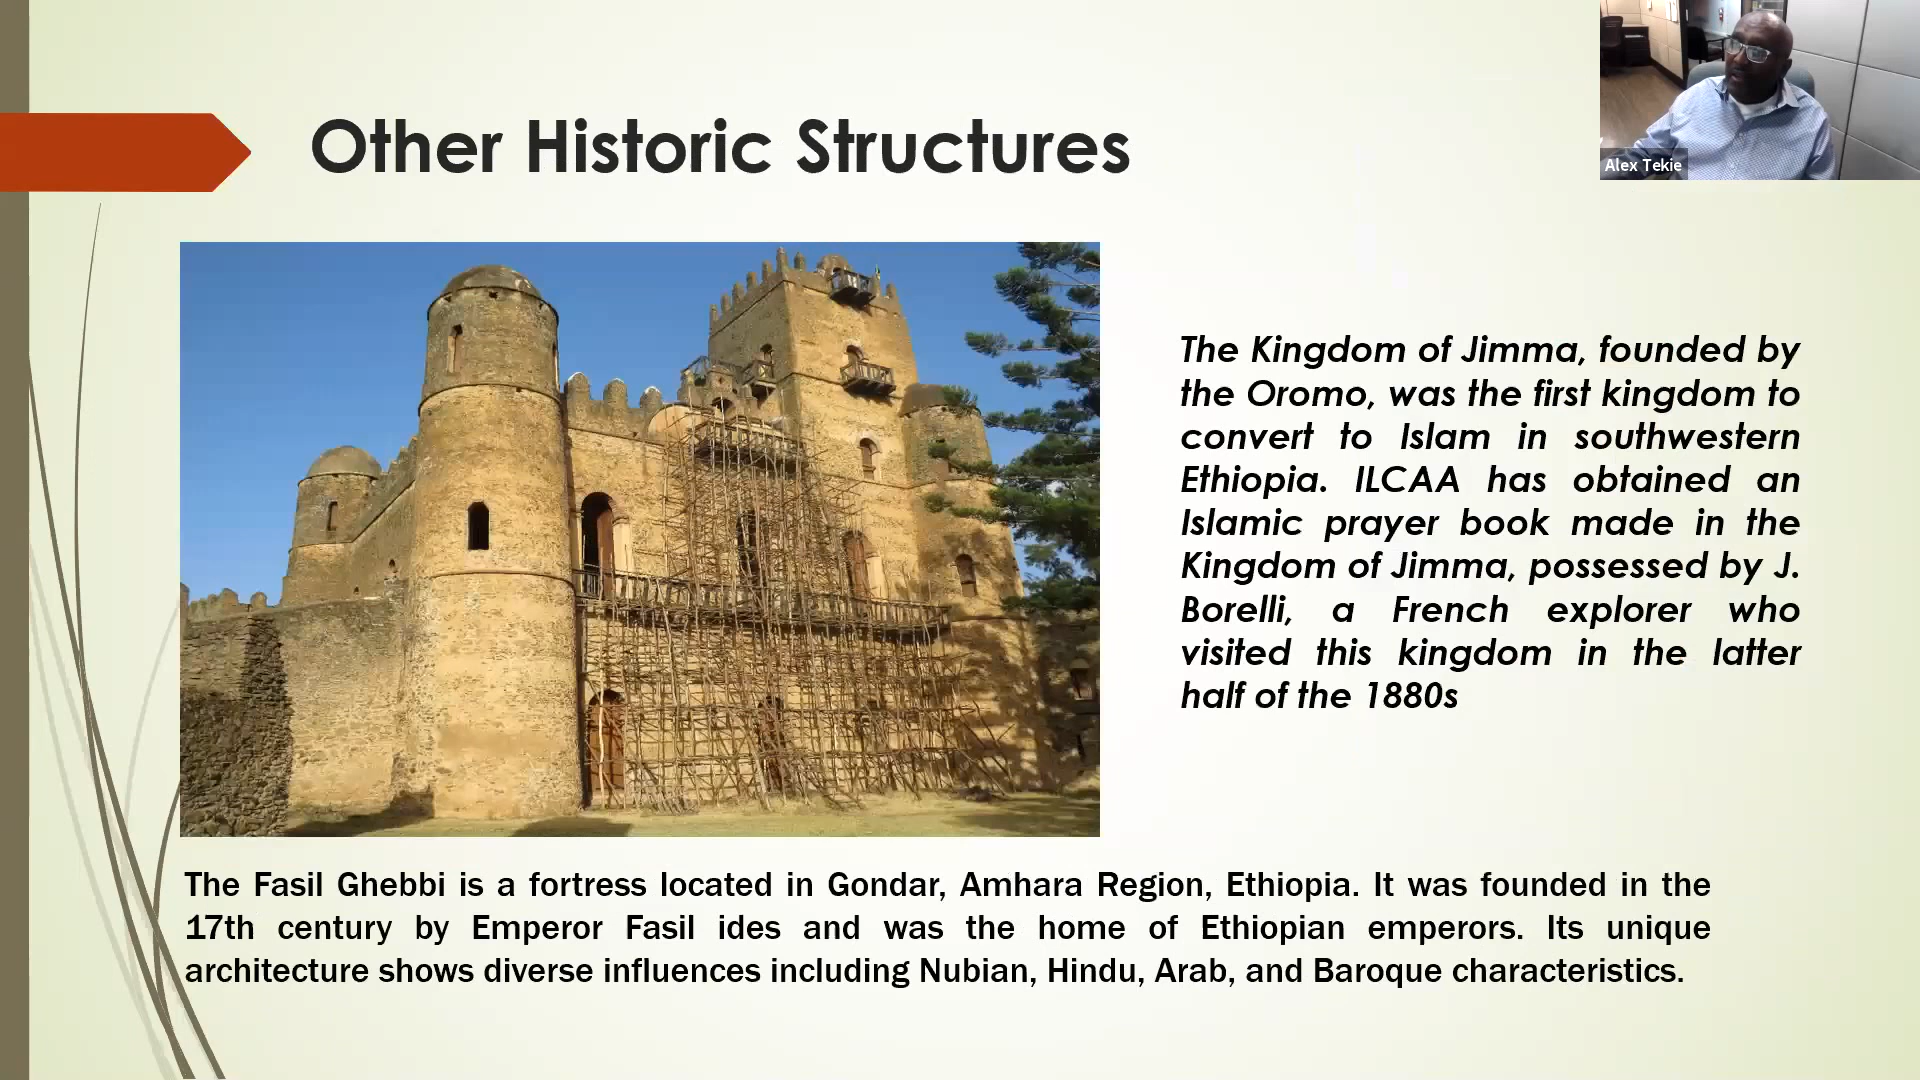 Other Historic Structures
Alex Tekie
The Kingdom of Jimma, founded by
the Oromo, was the first kingdom to
convert to Islam in southwestern
Ethiopia. ILCAA has obtained an
Islamic prayer book made in the
Kingdom of Jimma, possessed by J.
Borelli, a French explorer who
visited this kingdom in the latter
half of the 1880s
The Fasil Ghebbi is a fortress located in Gondar, Amhara Region, Ethiopia. It was founded in the
17th century by Emperor Fasil ides and was the home of Ethiopian emperors. Its unique
architecture shows diverse influences including Nubian, Hindu, Arab, and Baroque characteristics.